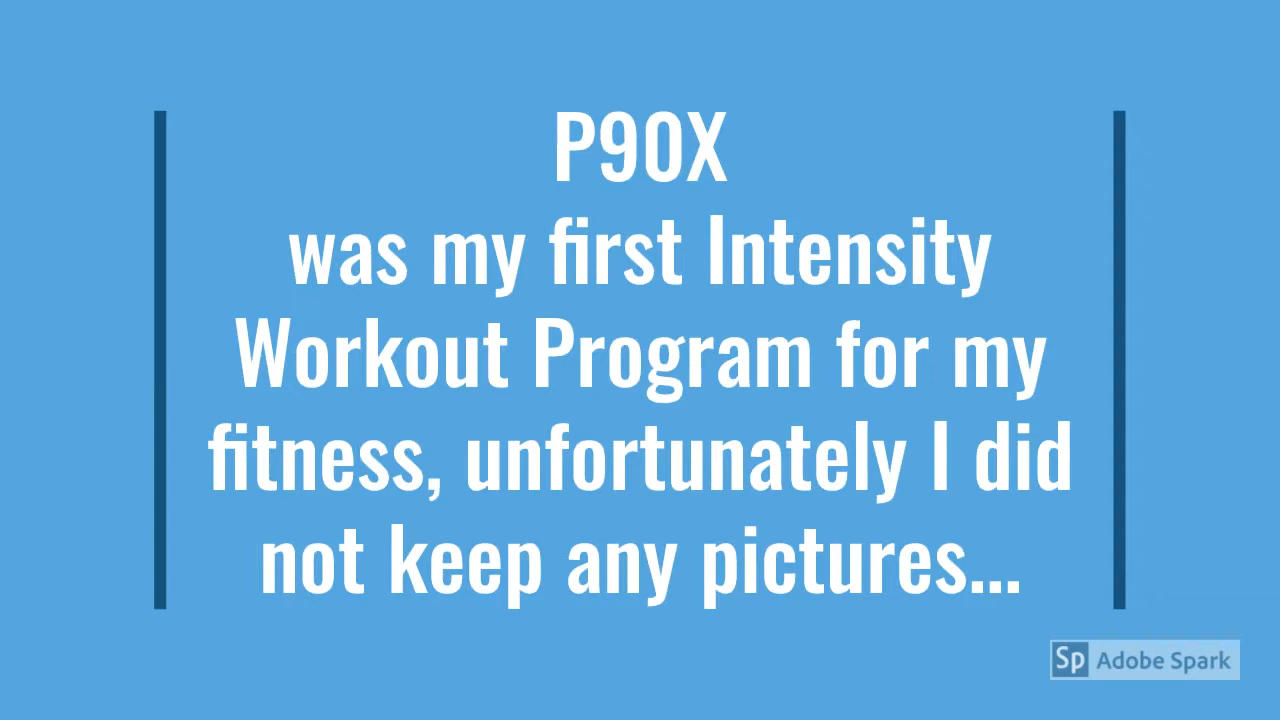 P90X
was my first Intensity
Workout Program for my
fitness, unfortunately I did
not keep any pictures...
Sp Adobe Spark